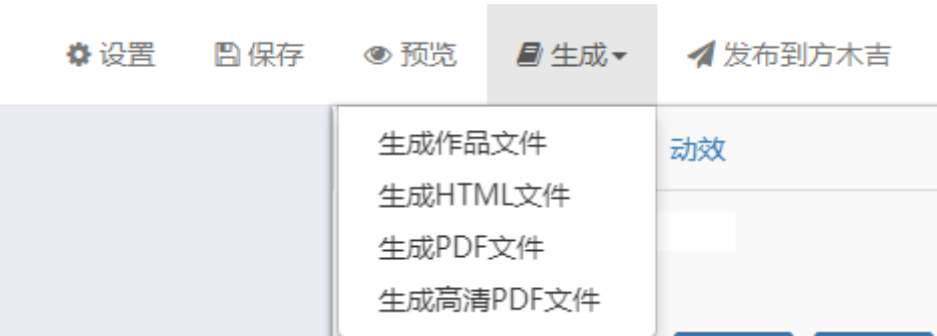 设置 保存 预览 生成 发布到方木吉
生成作品文件
动效
生成HTML文件
生成PDF文件
生成高清PDF文件